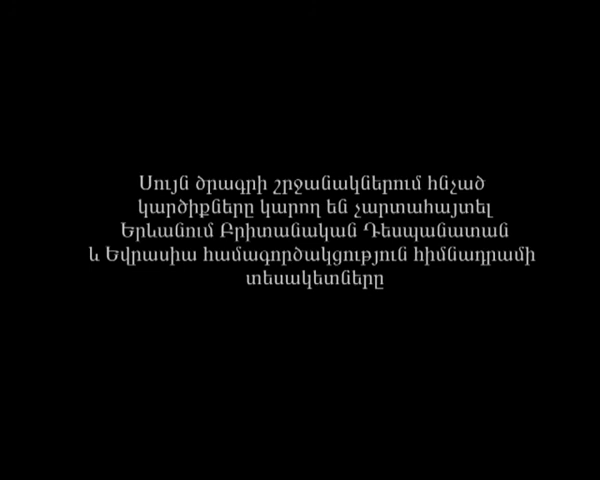 Սույն ծրագրի շրջանակներում հնչած
կարծիքները կարող են չարտահայտել
Երևանում Բրիտանական Դեսպանատան
և Եվրասիա համագործակցություն հիմնադրամի
տեսակետները